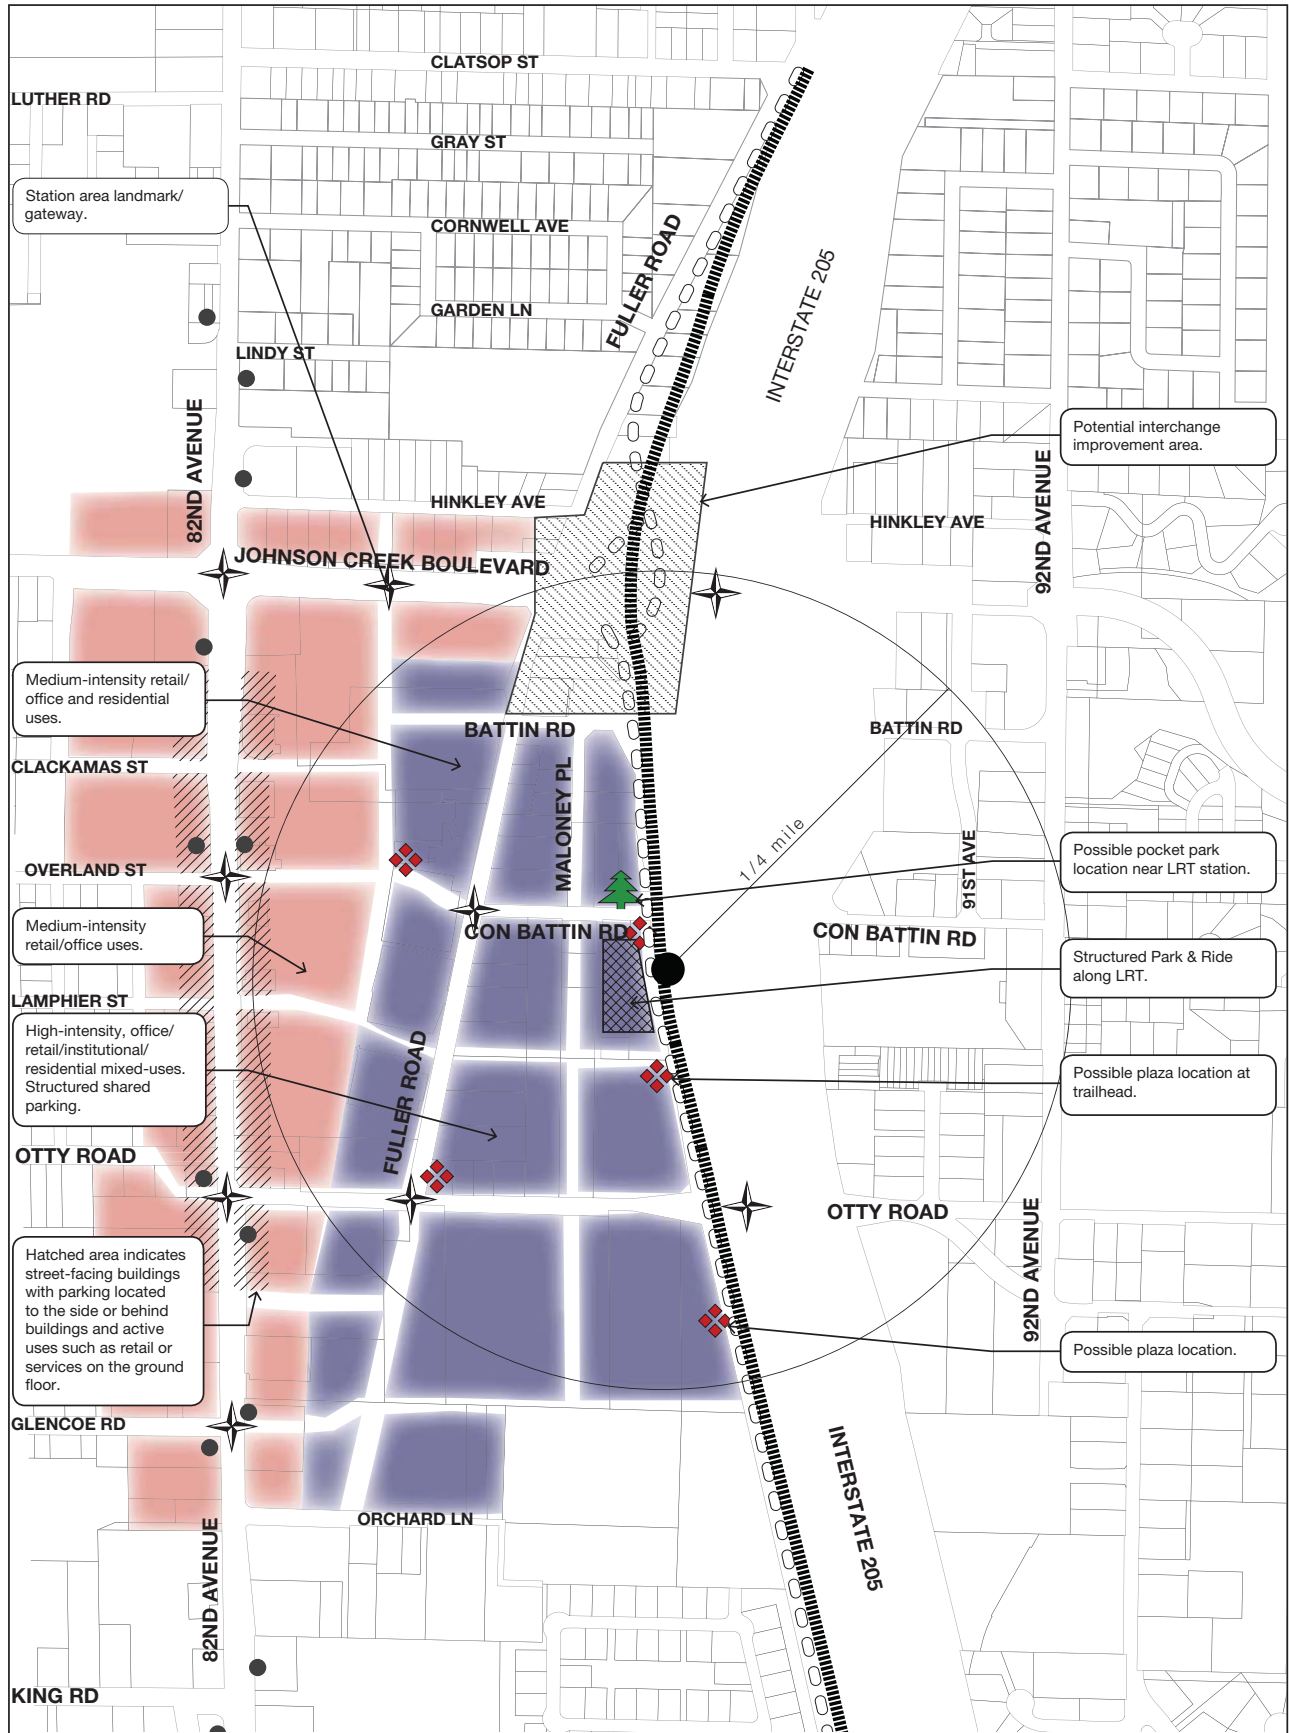 CLATSOP ST
LUTHER RD
GRAY ST
Station area landmark/
gateway.
CORNWELL AVE
FULLER ROAD
INTERSTATE 205
GARDEN LN
LINDY ST
82ND AVENUE
Potential interchange
improvement area.
92ND AVENUE
HINKLEY AVE
HINKLEY AVE
JOHNSON CREEK BOULEVARD
Medium-intensity retail/
office and residential
uses.
BATTIN RD
BATTIN RD
CLACKAMAS ST
MALONEY PL
1/4 mile
91ST AVE
Possible pocket park
location near LRT station.
OVERLAND ST
Medium-intensity
retail/office uses.
CON BATTIN RD
CON BATTIN RD
Structured Park & Ride
along LRT.
LAMPHIER ST
High-intensity, office/
retail/institutional/
residential mixed-uses.
Structured shared
parking.
FULLER ROAD
Possible plaza location at
trailhead.
OTTY ROAD
OTTY ROAD
92ND AVENUE
Hatched area indicates
street-facing buildings
with parking located
to the side or behind
buildings and active
uses such as retail or
services on the ground
floor.
Possible plaza location.
GLENCOE RD
INTERSTATE 205
ORCHARD LN
82ND AVENUE
KING RD